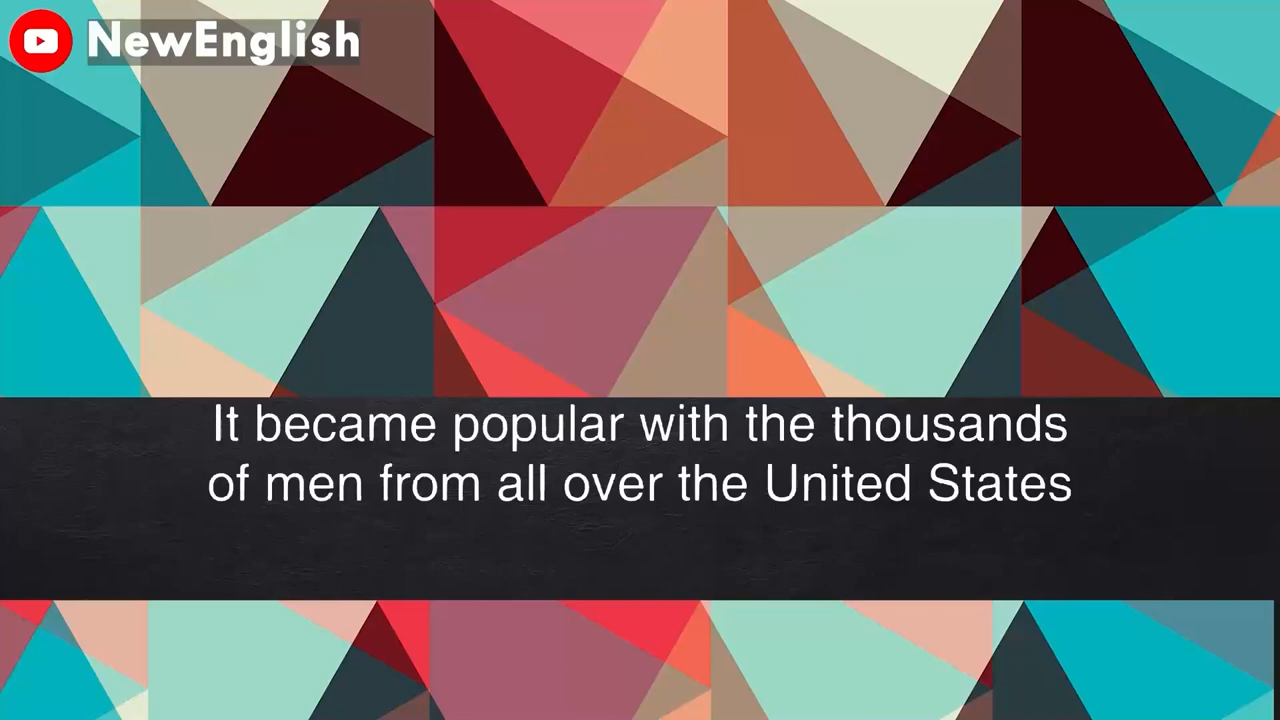 NewEnglish
It became popular with the thousands
of men from all over the United States